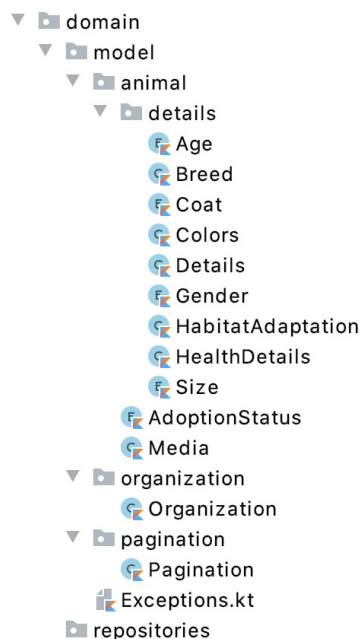 domain
model
animal
details
Age
Breed
Coat
Colors
Details
Gender
HabitatAdaptation
HealthDetails
Size
AdoptionStatus
Media
organization
Organization
pagination
Pagination
Exceptions.kt
repositories